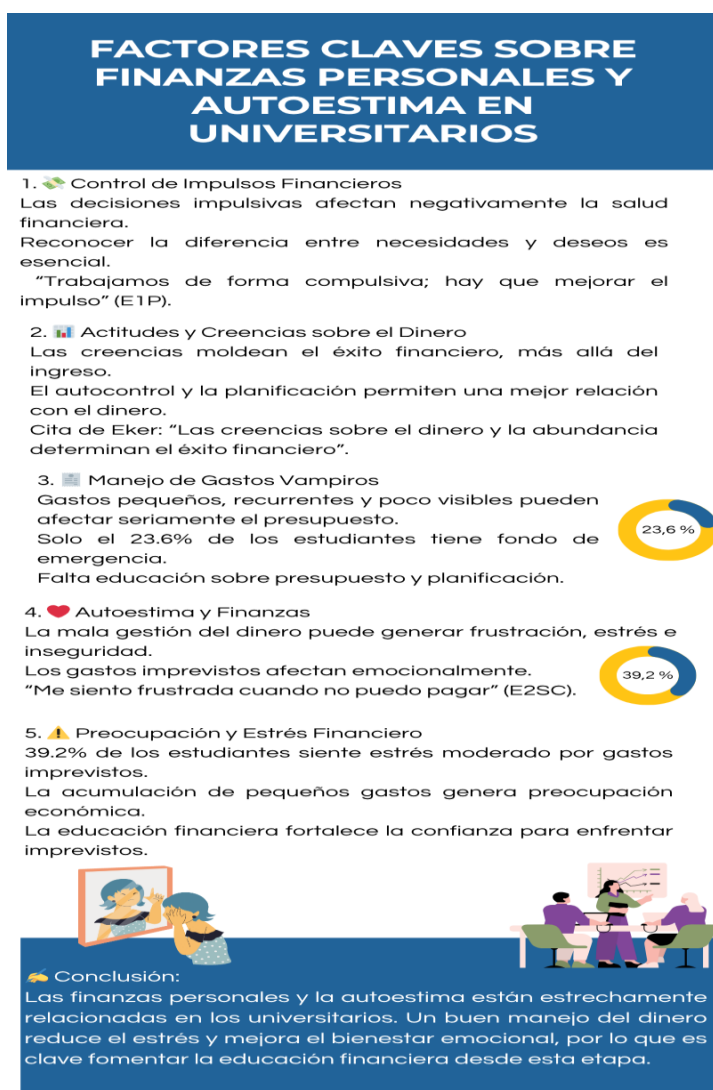 FACTORES CLAVES SOBRE
FINANZAS PERSONALES Y
AUTOESTIMA EN
UNIVERSITARIOS
1. 💸 Control de Impulsos Financieros
Las decisiones impulsivas afectan negativamente la salud
financiera.
Reconocer la diferencia entre necesidades y deseos es
esencial.
“Trabajamos de forma compulsiva; hay que mejorar el
impulso” (E1P).
2. 📊 Actitudes y Creencias sobre el Dinero
Las creencias moldean el éxito financiero, más allá del
ingreso.
El autocontrol y la planificación permiten una mejor relación
con el dinero.
Cita de Eker: “Las creencias sobre el dinero y la abundancia
determinan el éxito financiero”.
3. 🧾 Manejo de Gastos Vampiros
Gastos pequeños, recurrentes y poco visibles pueden
afectar seriamente el presupuesto.
Solo el 23.6% de los estudiantes tiene fondo de
emergencia.
Falta educación sobre presupuesto y planificación.
23,6 %
4. ❤️ Autoestima y Finanzas
La mala gestión del dinero puede generar frustración, estrés e
inseguridad.
Los gastos imprevistos afectan emocionalmente.
“Me siento frustrada cuando no puedo pagar” (E2SC).
39,2 %
5. ⚠️ Preocupación y Estrés Financiero
39.2% de los estudiantes siente estrés moderado por gastos
imprevistos.
La acumulación de pequeños gastos genera preocupación
económica.
La educación financiera fortalece la confianza para enfrentar
imprevistos.
✍️ Conclusión:
Las finanzas personales y la autoestima están estrechamente
relacionadas en los universitarios. Un buen manejo del dinero
reduce el estrés y mejora el bienestar emocional, por lo que es
clave fomentar la educación financiera desde esta etapa.